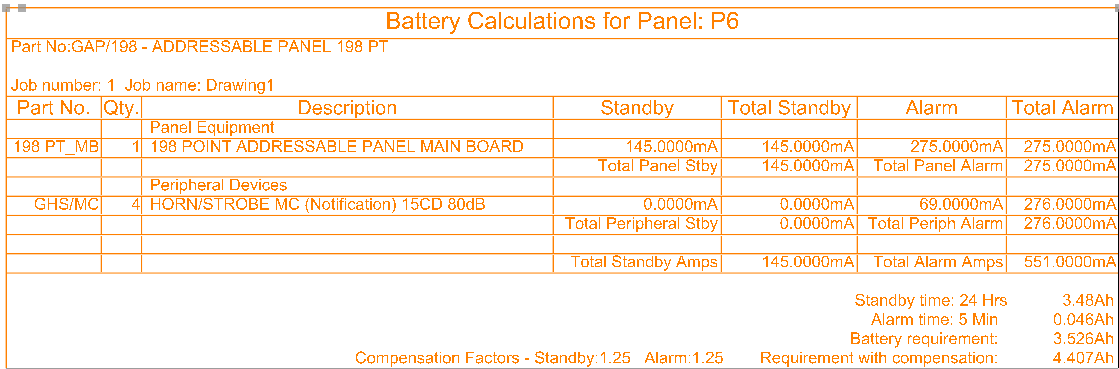 Battery Calculations for Panel: P6
Part No:GAP/198 - ADDRESSABLE PANEL 198 PT
Job number: 1 Job name: Drawing1
Part No. Qty. Description Standby Total Standby Alarm Total Alarm
Panel Equipment
198 PT_MB 1 198 POINT ADDRESSABLE PANEL MAIN BOARD 145.0000mA 145.0000mA 275.0000mA 275.0000mA
Total Panel Stby 145.0000mA Total Panel Alarm 275.0000mA
Peripheral Devices
GHS/MC 4 HORN/STROBE MC (Notification) 15CD 80dB 0.0000mA 0.0000mA 69.0000mA 276.0000mA
Total Peripheral Stby 0.0000mA Total Periph Alarm 276.0000mA
Total Standby Amps 145.0000mA Total Alarm Amps 551.0000mA
Standby time: 24 Hrs 3.48Ah
Alarm time: 5 Min 0.046Ah
Battery requirement: 3.526Ah
Compensation Factors - Standby:1.25 Alarm:1.25 Requirement with compensation: 4.407Ah